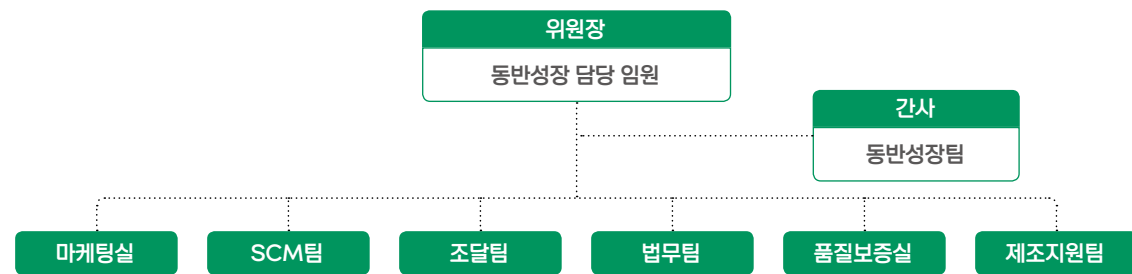 위원장
동반성장 담당 임원
간사
동반성장팀
마케팅실
SCM팀
조달팀
법무팀
품질보증실
제조지원팀